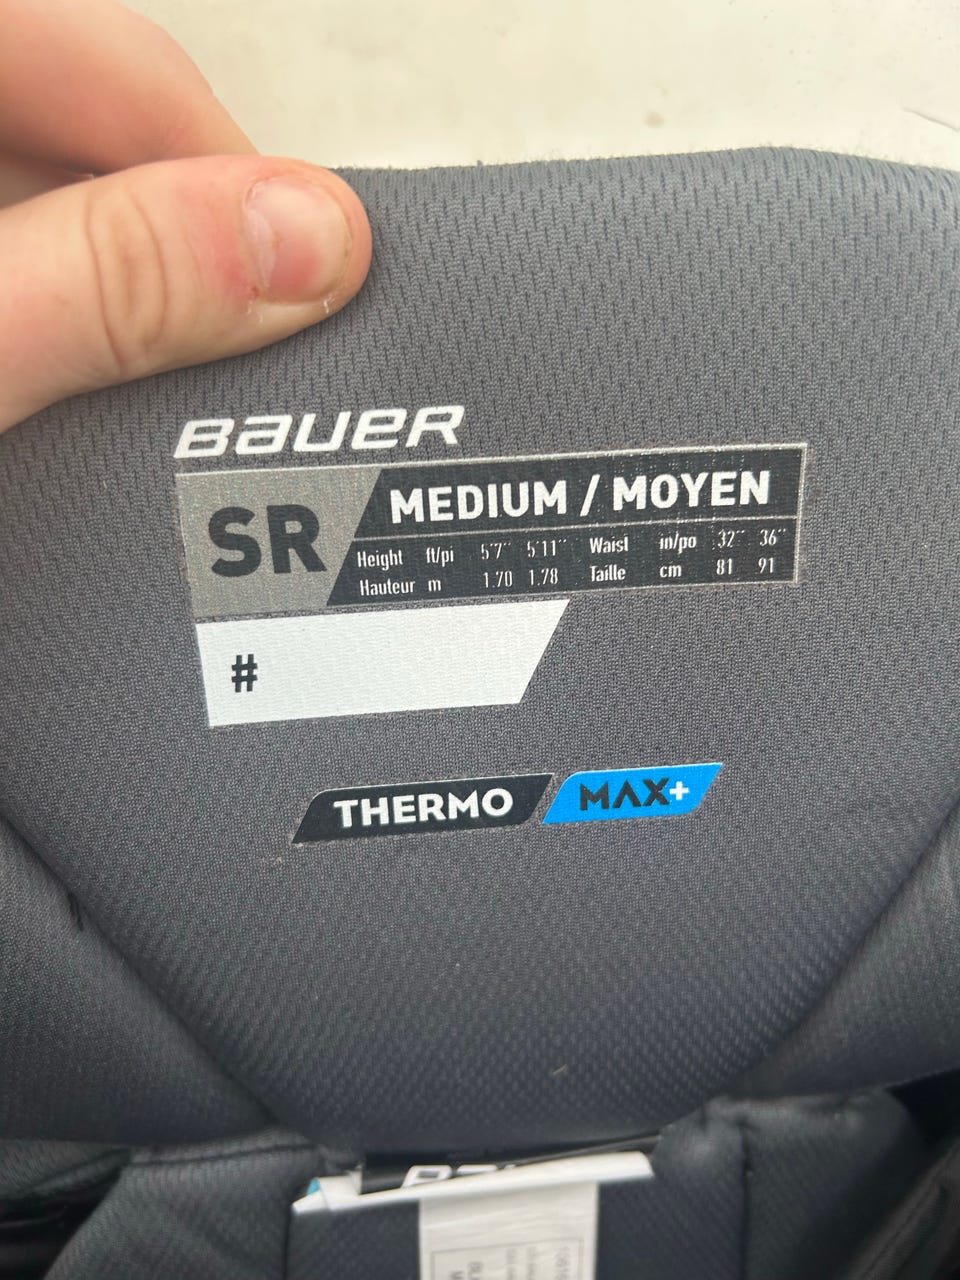 BAUER
SR
MEDIUM / MOYEN
Height ft/pi 5'7" 5'11" Waist in/po 32" 36"
Hauteur m 1.70 1.78 Taille cm 81 91
#
THERMO MAX+